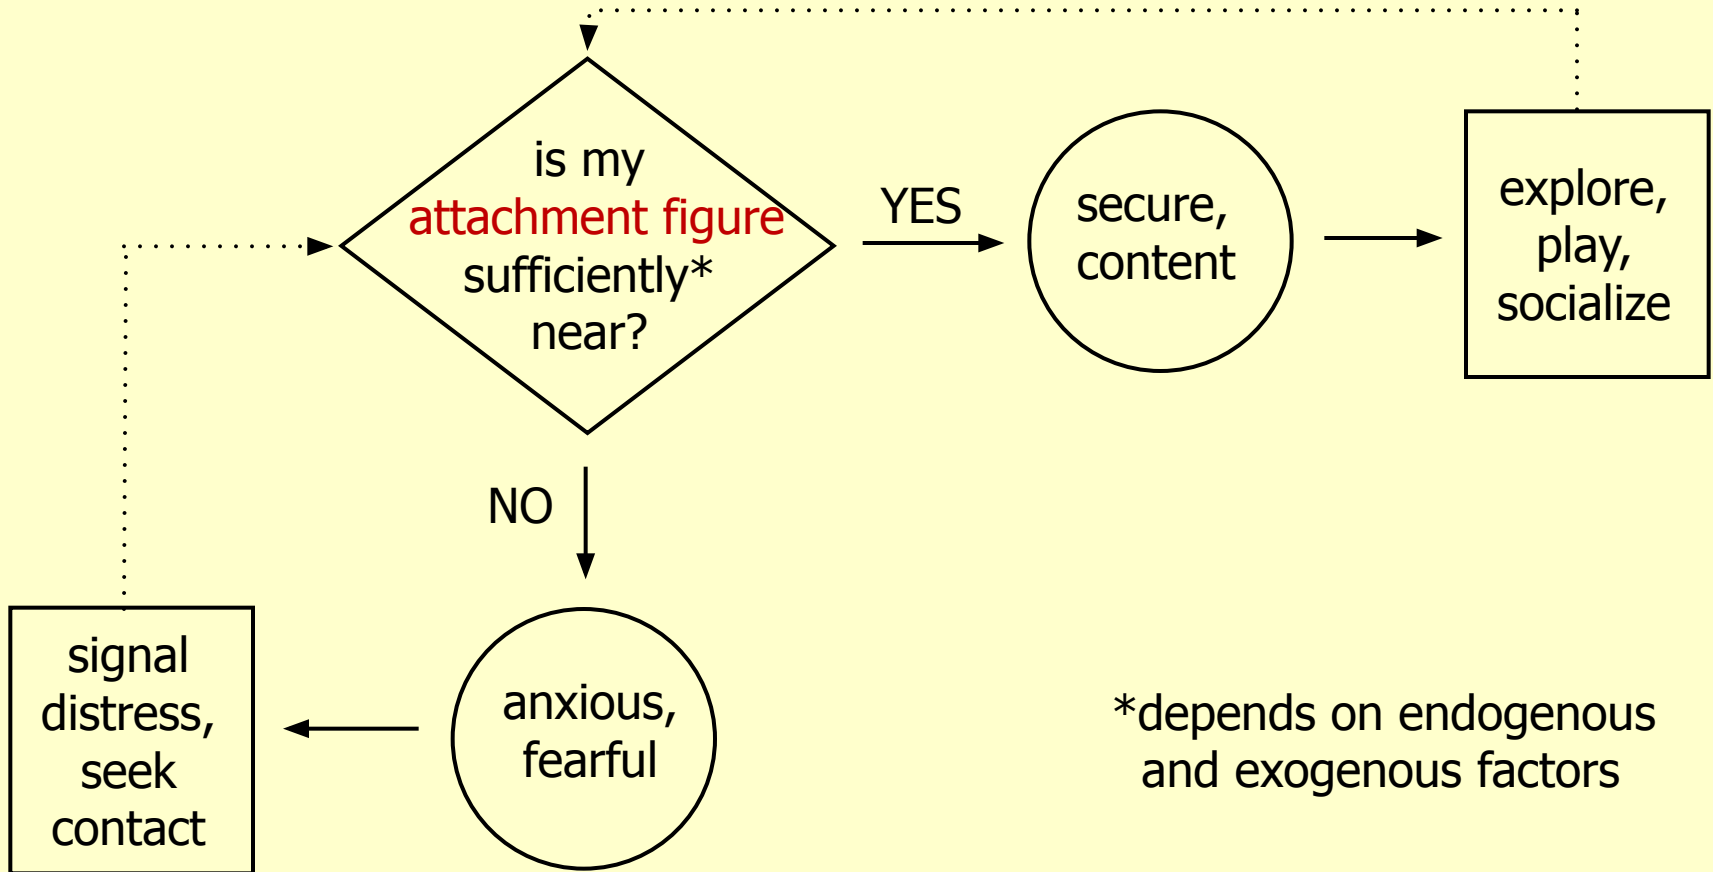 is my
attachment figure
sufficiently*
near?
YES
secure,
content
explore,
play,
socialize
NO
anxious,
fearful
signal
distress,
seek
contact
*depends on endogenous
and exogenous factors